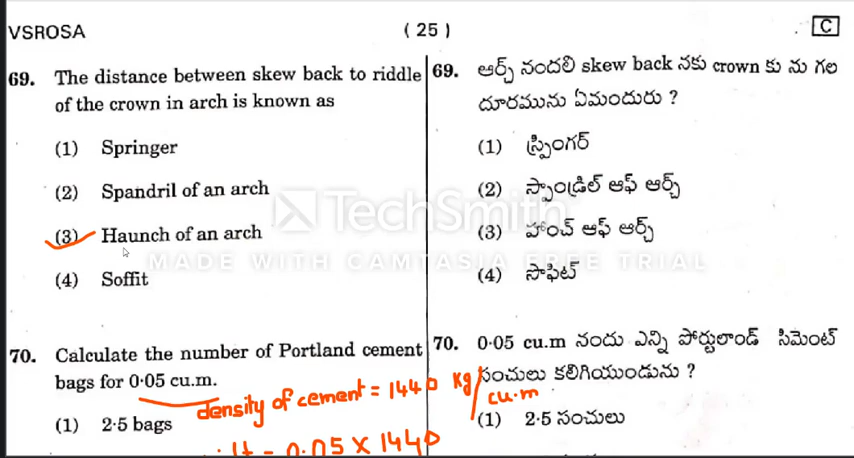 VSROSA
( 25 )
C
69. The distance between skew back to riddle
of the crown in arch is known as
(1) Springer
(2) Spandril of an arch
(3) Haunch of an arch
(4) Soffit
70. Calculate the number of Portland cement
bags for 0·05 cu.m.
density of cement = 1440 kg/cu.m
(1) 2·5 bags
= 0.05 X 1440
69. ఆర్చ్ నందలి skew back నకు crown కు ను గల
దూరమును ఏమందురు ?
(1) స్ప్రింగర్
(2) స్పాండ్రిల్ ఆఫ్ ఆర్చ్
(3) హాంచ్ ఆఫ్ ఆర్చ్
(4) సాఫిట్
70. 0·05 cu.m నందు ఎన్ని పోర్టులాండ్ సిమెంట్
సంచులు కలిగియుండును ?
(1) 2·5 సంచులు
TechSmith
MADE WITH CAMTASIA FREE TRIAL